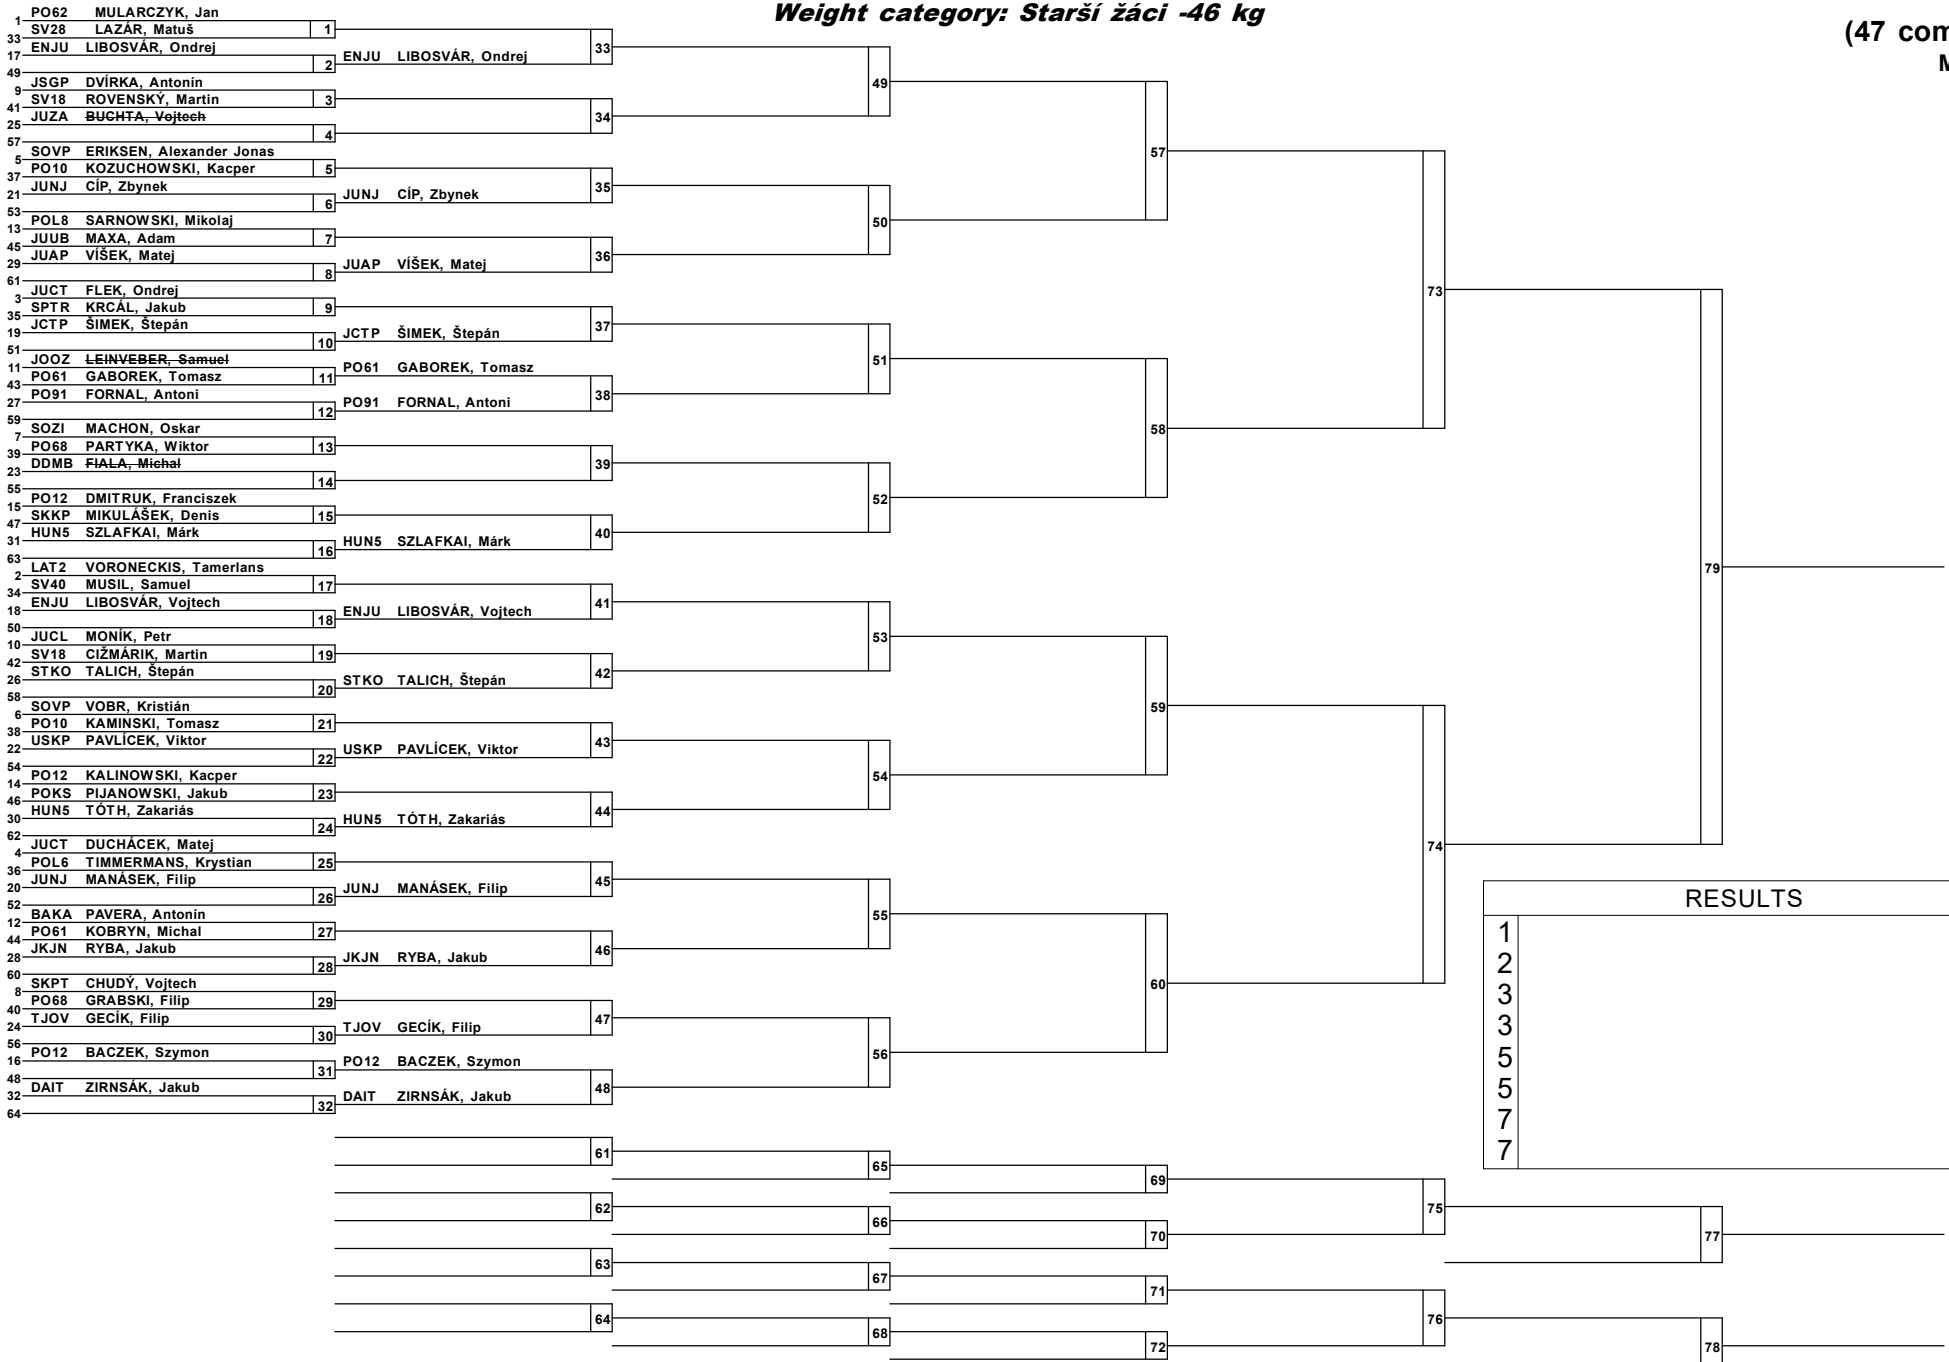 Weight category: Starší žáci -46 kg
(47 com
M
1 PO62 MULARCZYK, Jan
33 SV28 LAZÁR, Matuš 1
17 ENJU LIBOSVÁR, Ondrej
49 2 ENJU LIBOSVÁR, Ondrej 33
9 JSGP DVÍRKA, Antonín
41 SV18 ROVENSKÝ, Martin 3
25 JUZA BUCHTA, Vojtech
57 4 34 49
5 SOVP ERIKSEN, Alexander Jonas
37 PO10 KOZUCHOWSKI, Kacper 5
21 JUNJ CÍP, Zbynek
53 6 JUNJ CÍP, Zbynek 35
13 POL8 SARNOWSKI, Mikolaj
45 JUUB MAXA, Adam 7
29 JUAP VÍŠEK, Matej
61 8 JUAP VÍŠEK, Matej 36 50 57
3 JUCT FLEK, Ondrej
35 SPTR KRCÁL, Jakub 9
19 JCTP ŠIMEK, Štepán
51 10 JCTP ŠIMEK, Štepán 37
11 JOOZ LEINVEBER, Samuel
43 PO61 GABOREK, Tomasz 11 PO61 GABOREK, Tomasz
27 PO91 FORNAL, Antoni
59 12 PO91 FORNAL, Antoni 38 51
7 SOZI MACHON, Oskar
39 PO68 PARTYKA, Wiktor 13
23 DDMB FIALA, Michal
55 14 39
15 PO12 DMITRUK, Franciszek
47 SKKP MIKULÁŠEK, Denis 15
31 HUN5 SZLAFKAI, Márk
63 16 HUN5 SZLAFKAI, Márk 40 52 58 73
2 LAT2 VORONECKIS, Tamerlans
34 SV40 MUSIL, Samuel 17
18 ENJU LIBOSVÁR, Vojtech
50 18 ENJU LIBOSVÁR, Vojtech 41
10 JUCL MONÍK, Petr
42 SV18 CIŽMÁRIK, Martin 19
26 STKO TALICH, Štepán
58 20 STKO TALICH, Štepán 42 53
6 SOVP VOBR, Kristián
38 PO10 KAMINSKI, Tomasz 21
22 USKP PAVLÍCEK, Viktor
54 22 USKP PAVLÍCEK, Viktor 43
14 PO12 KALINOWSKI, Kacper
46 POKS PIJANOWSKI, Jakub 23
30 HUN5 TÓTH, Zakariás
62 24 HUN5 TÓTH, Zakariás 44 54 59
4 JUCT DUCHÁCEK, Matej
36 POL6 TIMMERMANS, Krystian 25
20 JUNJ MANÁSEK, Filip
52 26 JUNJ MANÁSEK, Filip 45
12 BAKA PAVERA, Antonín
44 PO61 KOBRYN, Michal 27
28 JKJN RYBA, Jakub
60 28 JKJN RYBA, Jakub 46 55
8 SKPT CHUDÝ, Vojtech
40 PO68 GRABSKI, Filip 29
24 TJOV GECÍK, Filip
56 30 TJOV GECÍK, Filip 47
16 PO12 BACZEK, Szymon
48 31 PO12 BACZEK, Szymon
32 DAIT ZIRNSÁK, Jakub
64 32 DAIT ZIRNSÁK, Jakub 48 56 60 74 79
RESULTS
1
2
3
3
5
5
7
7
61 65 69
62 66 70 75 77
63 67 71
64 68 72 76 78